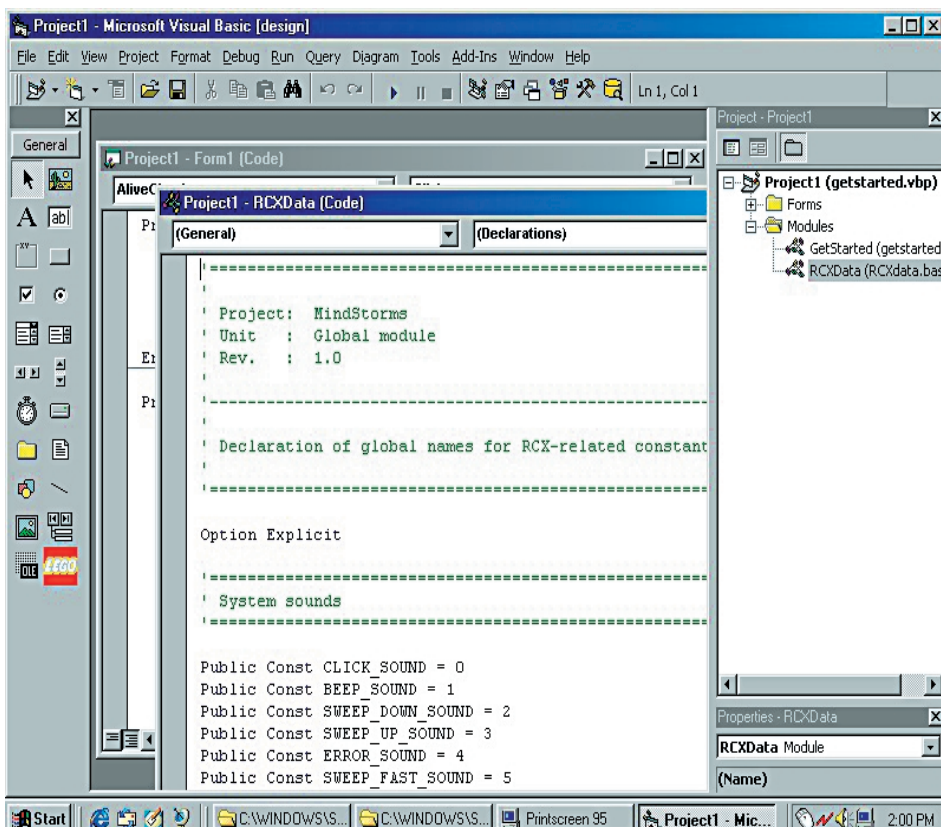 Project1 - Microsoft Visual Basic [design]
File Edit View Project Format Debug Run Query Diagram Tools Add-Ins Window Help
Ln 1, Col 1
General
A ab|
XY
OLE LEGO
Project1 - Form1 (Code)
Project1 - RCXData (Code)
(General) (Declarations)
'=====================================================
'
' Project: MindStorms
' Unit : Global module
' Rev. : 1.0
'
'-----------------------------------------------------
'
' Declaration of global names for RCX-related constant
'
'=====================================================
Option Explicit
'=====================================================
' System sounds
'=====================================================
Public Const CLICK_SOUND = 0
Public Const BEEP_SOUND = 1
Public Const SWEEP_DOWN_SOUND = 2
Public Const SWEEP_UP_SOUND = 3
Public Const ERROR_SOUND = 4
Public Const SWEEP_FAST_SOUND = 5
Project - Project1
Project1 (getstarted.vbp)
Forms
Modules
GetStarted (getstarted
RCXData (RCXdata.bas
Properties - RCXData
RCXData Module
(Name)
Start C:\WINDOWS\S... C:\WINDOWS\S... Printscreen 95 Project1 - Mic... 2:00 PM